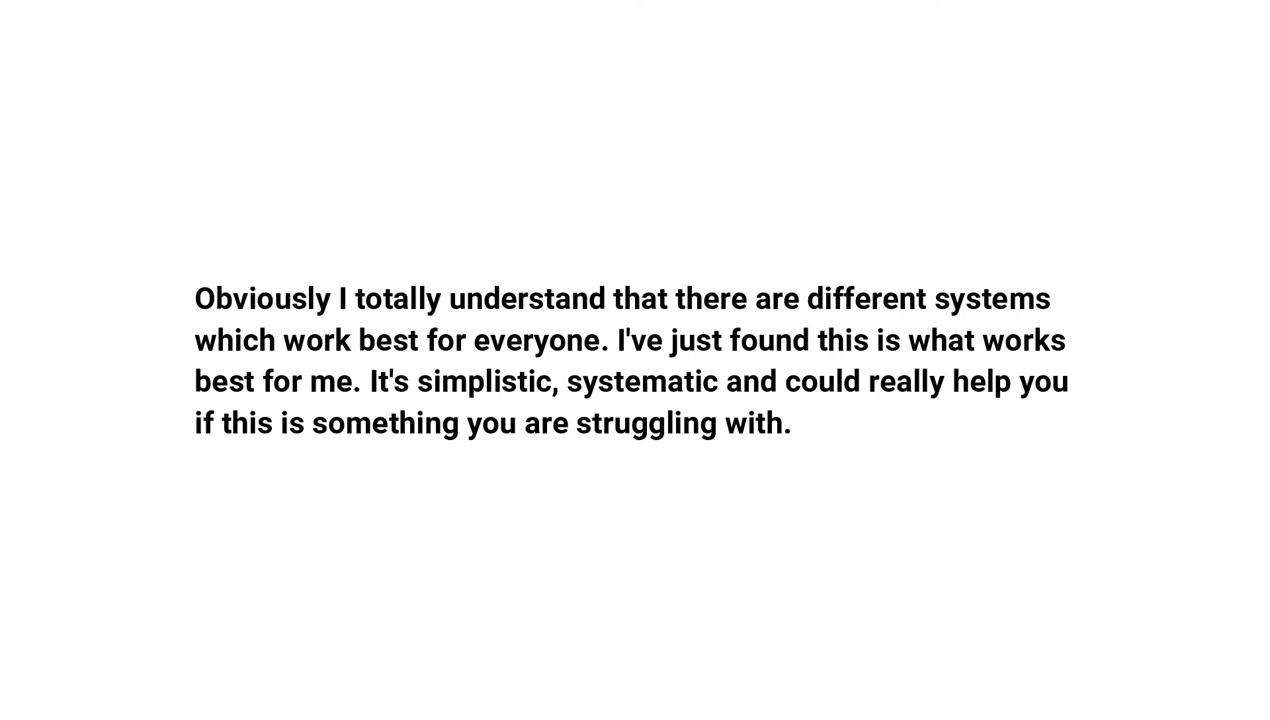 Obviously I totally understand that there are different systems
which work best for everyone. I've just found this is what works
best for me. It's simplistic, systematic and could really help you
if this is something you are struggling with.